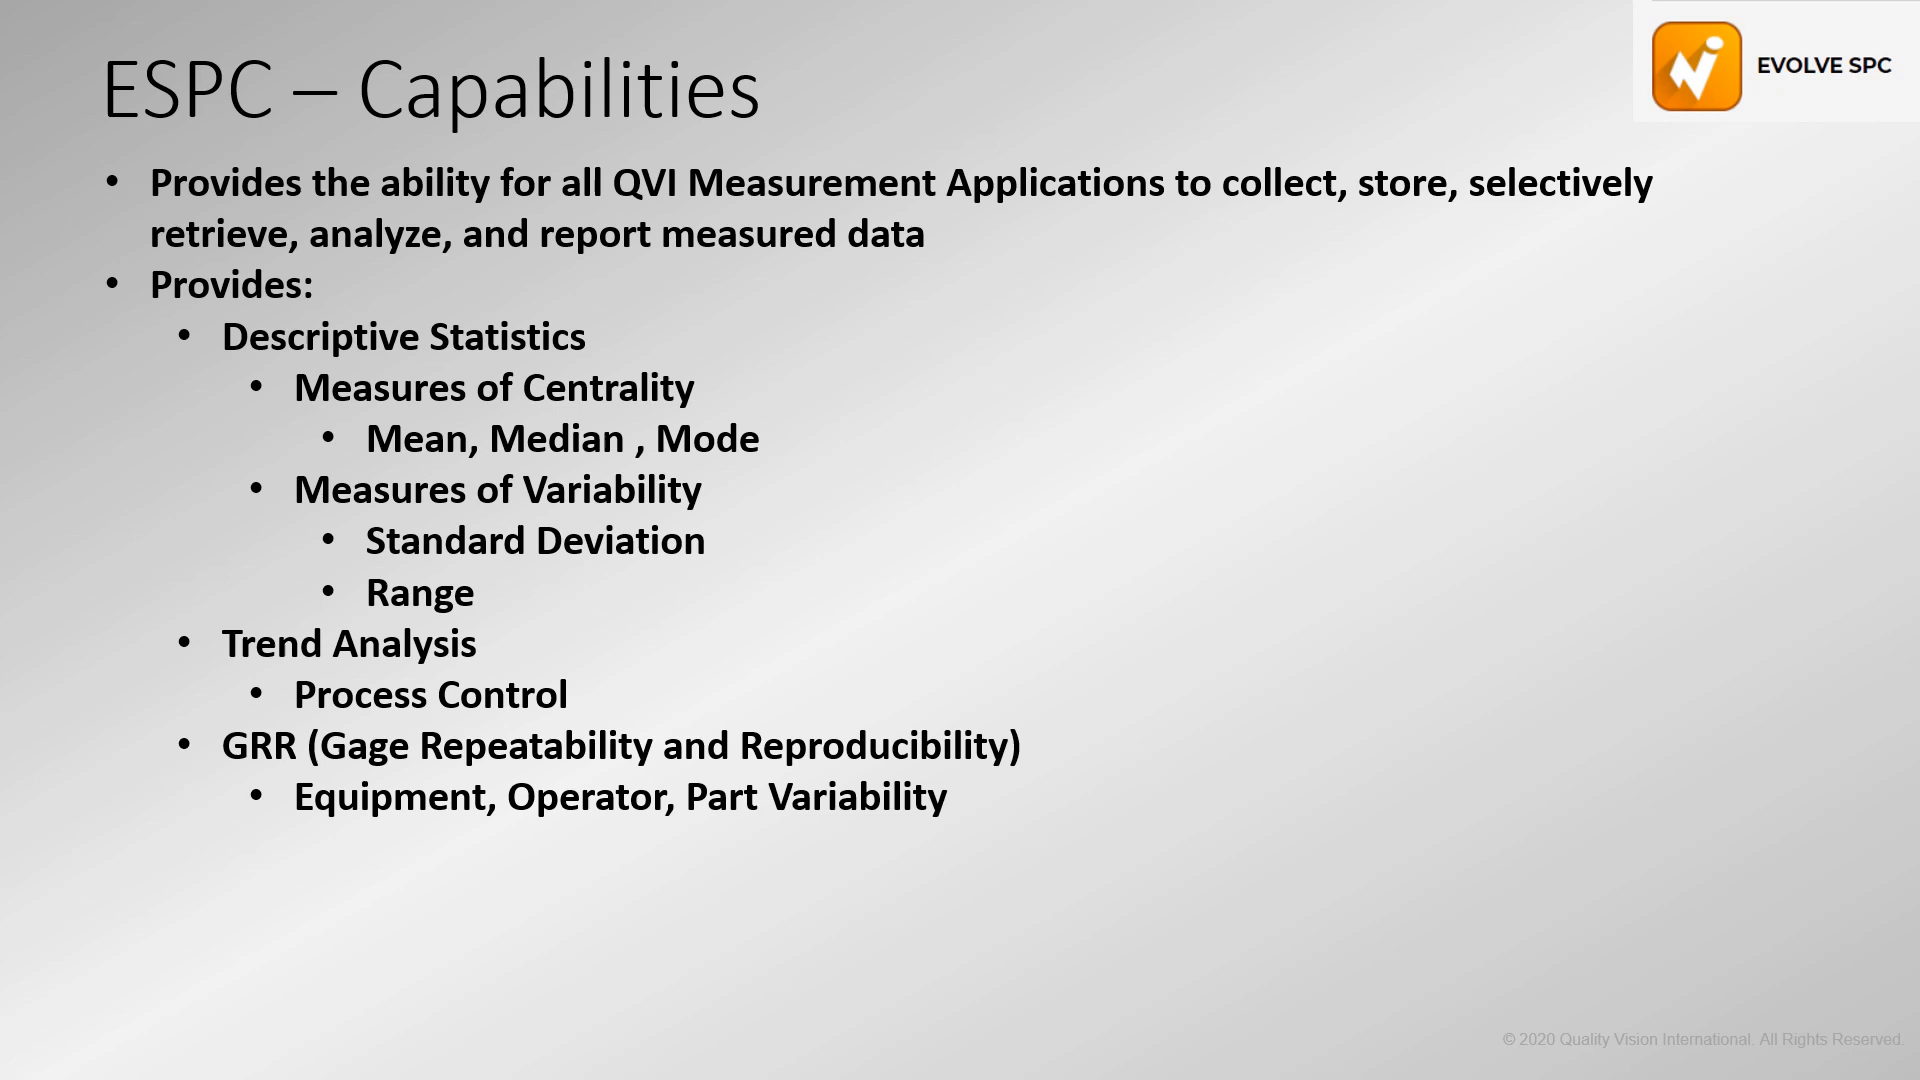 ESPC – Capabilities
EVOLVE SPC
• Provides the ability for all QVI Measurement Applications to collect, store, selectively
retrieve, analyze, and report measured data
• Provides:
• Descriptive Statistics
• Measures of Centrality
• Mean, Median , Mode
• Measures of Variability
• Standard Deviation
• Range
• Trend Analysis
• Process Control
• GRR (Gage Repeatability and Reproducibility)
• Equipment, Operator, Part Variability
© 2020 Quality Vision International. All Rights Reserved.